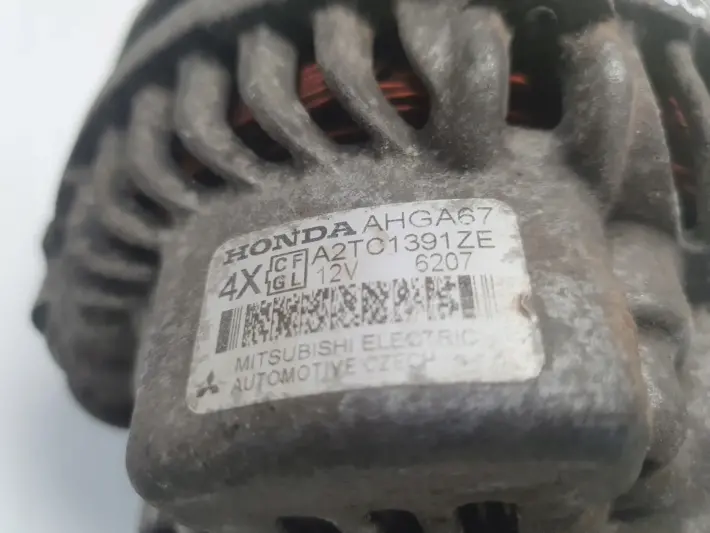 HONDA AHGA67
4X CF GL A2TC1391ZE
12V 6207
MITSUBISHI ELECTRIC
AUTOMOTIVE CZECH